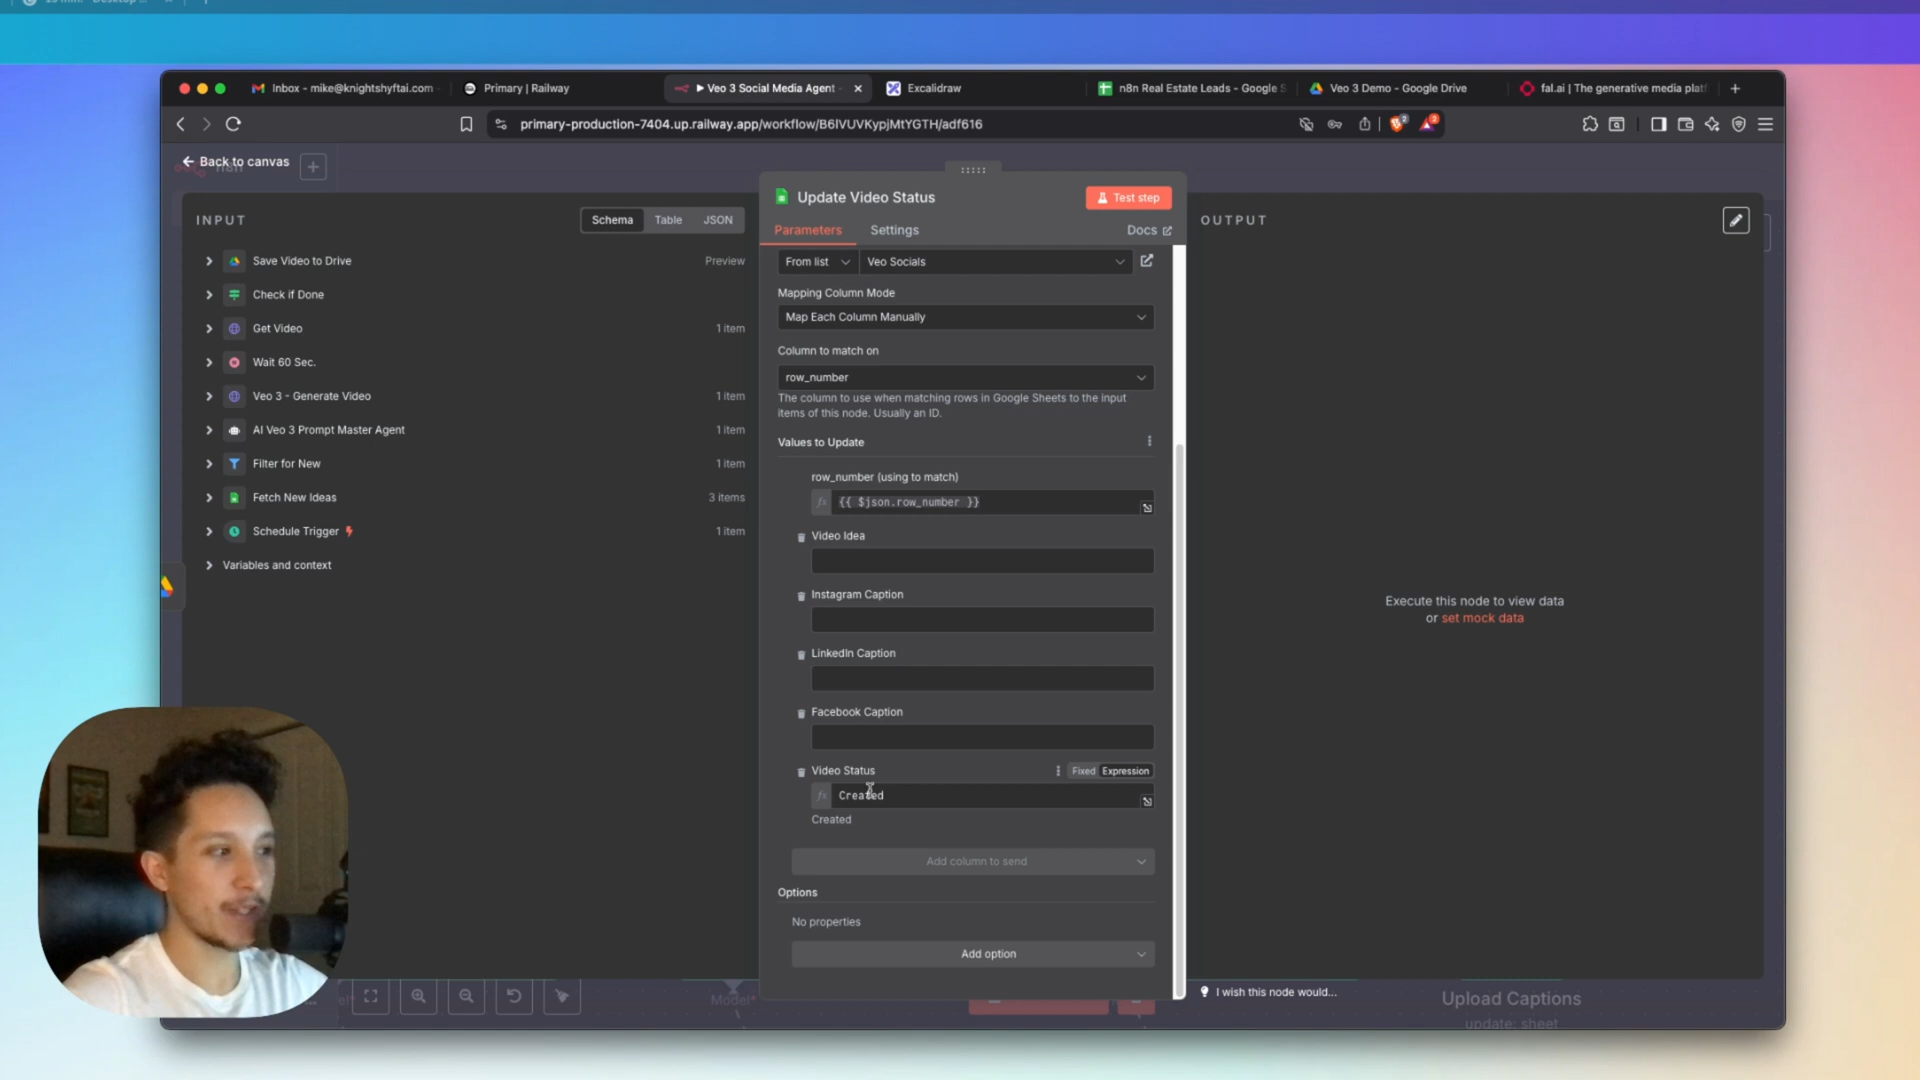 Inbox - mike@knightshyftai.com
Primary | Railway
▶ Veo 3 Social Media Agent
Excalidraw
n8n Real Estate Leads - Google S
Veo 3 Demo - Google Drive
fal.ai | The generative media platf
primary-production-7404.up.railway.app/workflow/B6lVUVKypjMtYGTH/adf616
Back to canvas
INPUT
Schema
Table
JSON
Save Video to Drive
Preview
Check if Done
Get Video
1 item
Wait 60 Sec.
Veo 3 - Generate Video
1 item
AI Veo 3 Prompt Master Agent
1 item
Filter for New
1 item
Fetch New Ideas
3 items
Schedule Trigger
1 item
Variables and context
Update Video Status
Test step
Parameters
Settings
Docs
From list
Veo Socials
Mapping Column Mode
Map Each Column Manually
Column to match on
row_number
The column to use when matching rows in Google Sheets to the input
items of this node. Usually an ID.
Values to Update
row_number (using to match)
fx {{ $json.row_number }}
Video Idea
Instagram Caption
LinkedIn Caption
Facebook Caption
Video Status
Fixed
Expression
fx Created
Created
Add column to send
Options
No properties
Add option
OUTPUT
Execute this node to view data
or set mock data
I wish this node would...
Model*
Upload Captions
update: sheet